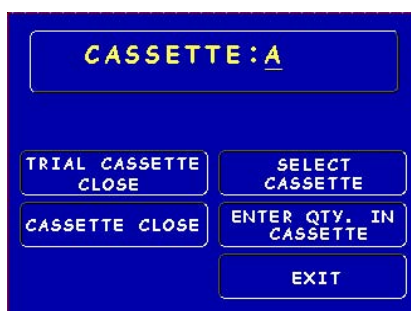 CASSETTE:A
TRIAL CASSETTE
CLOSE
SELECT
CASSETTE
CASSETTE CLOSE
ENTER QTY. IN
CASSETTE
EXIT